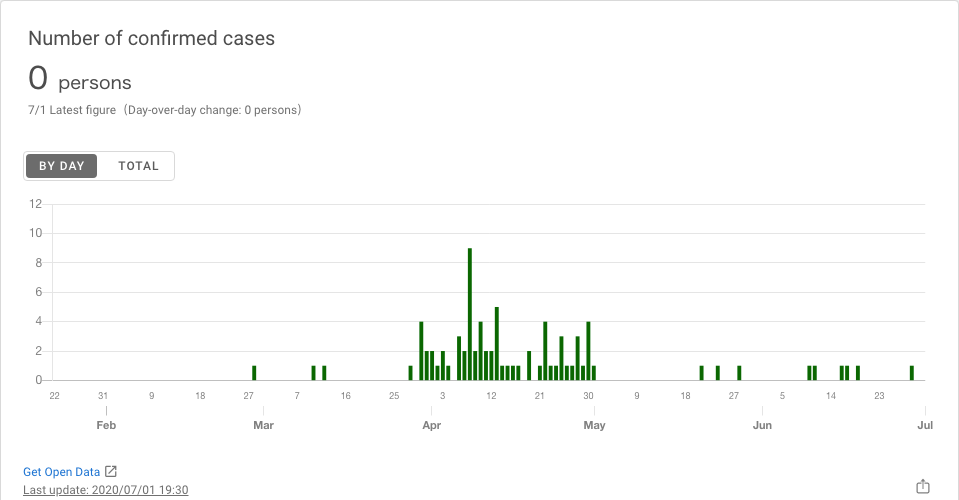 Number of confirmed cases
0 persons
7/1 Latest figure（Day-over-day change: 0 persons）
BY DAY TOTAL
12
10
8
6
4
2
0
22 31 9 18 27 7 16 25 3 12 21 30 9 18 27 5 14 23
Feb Mar Apr May Jun Jul
Get Open Data
Last update: 2020/07/01 19:30